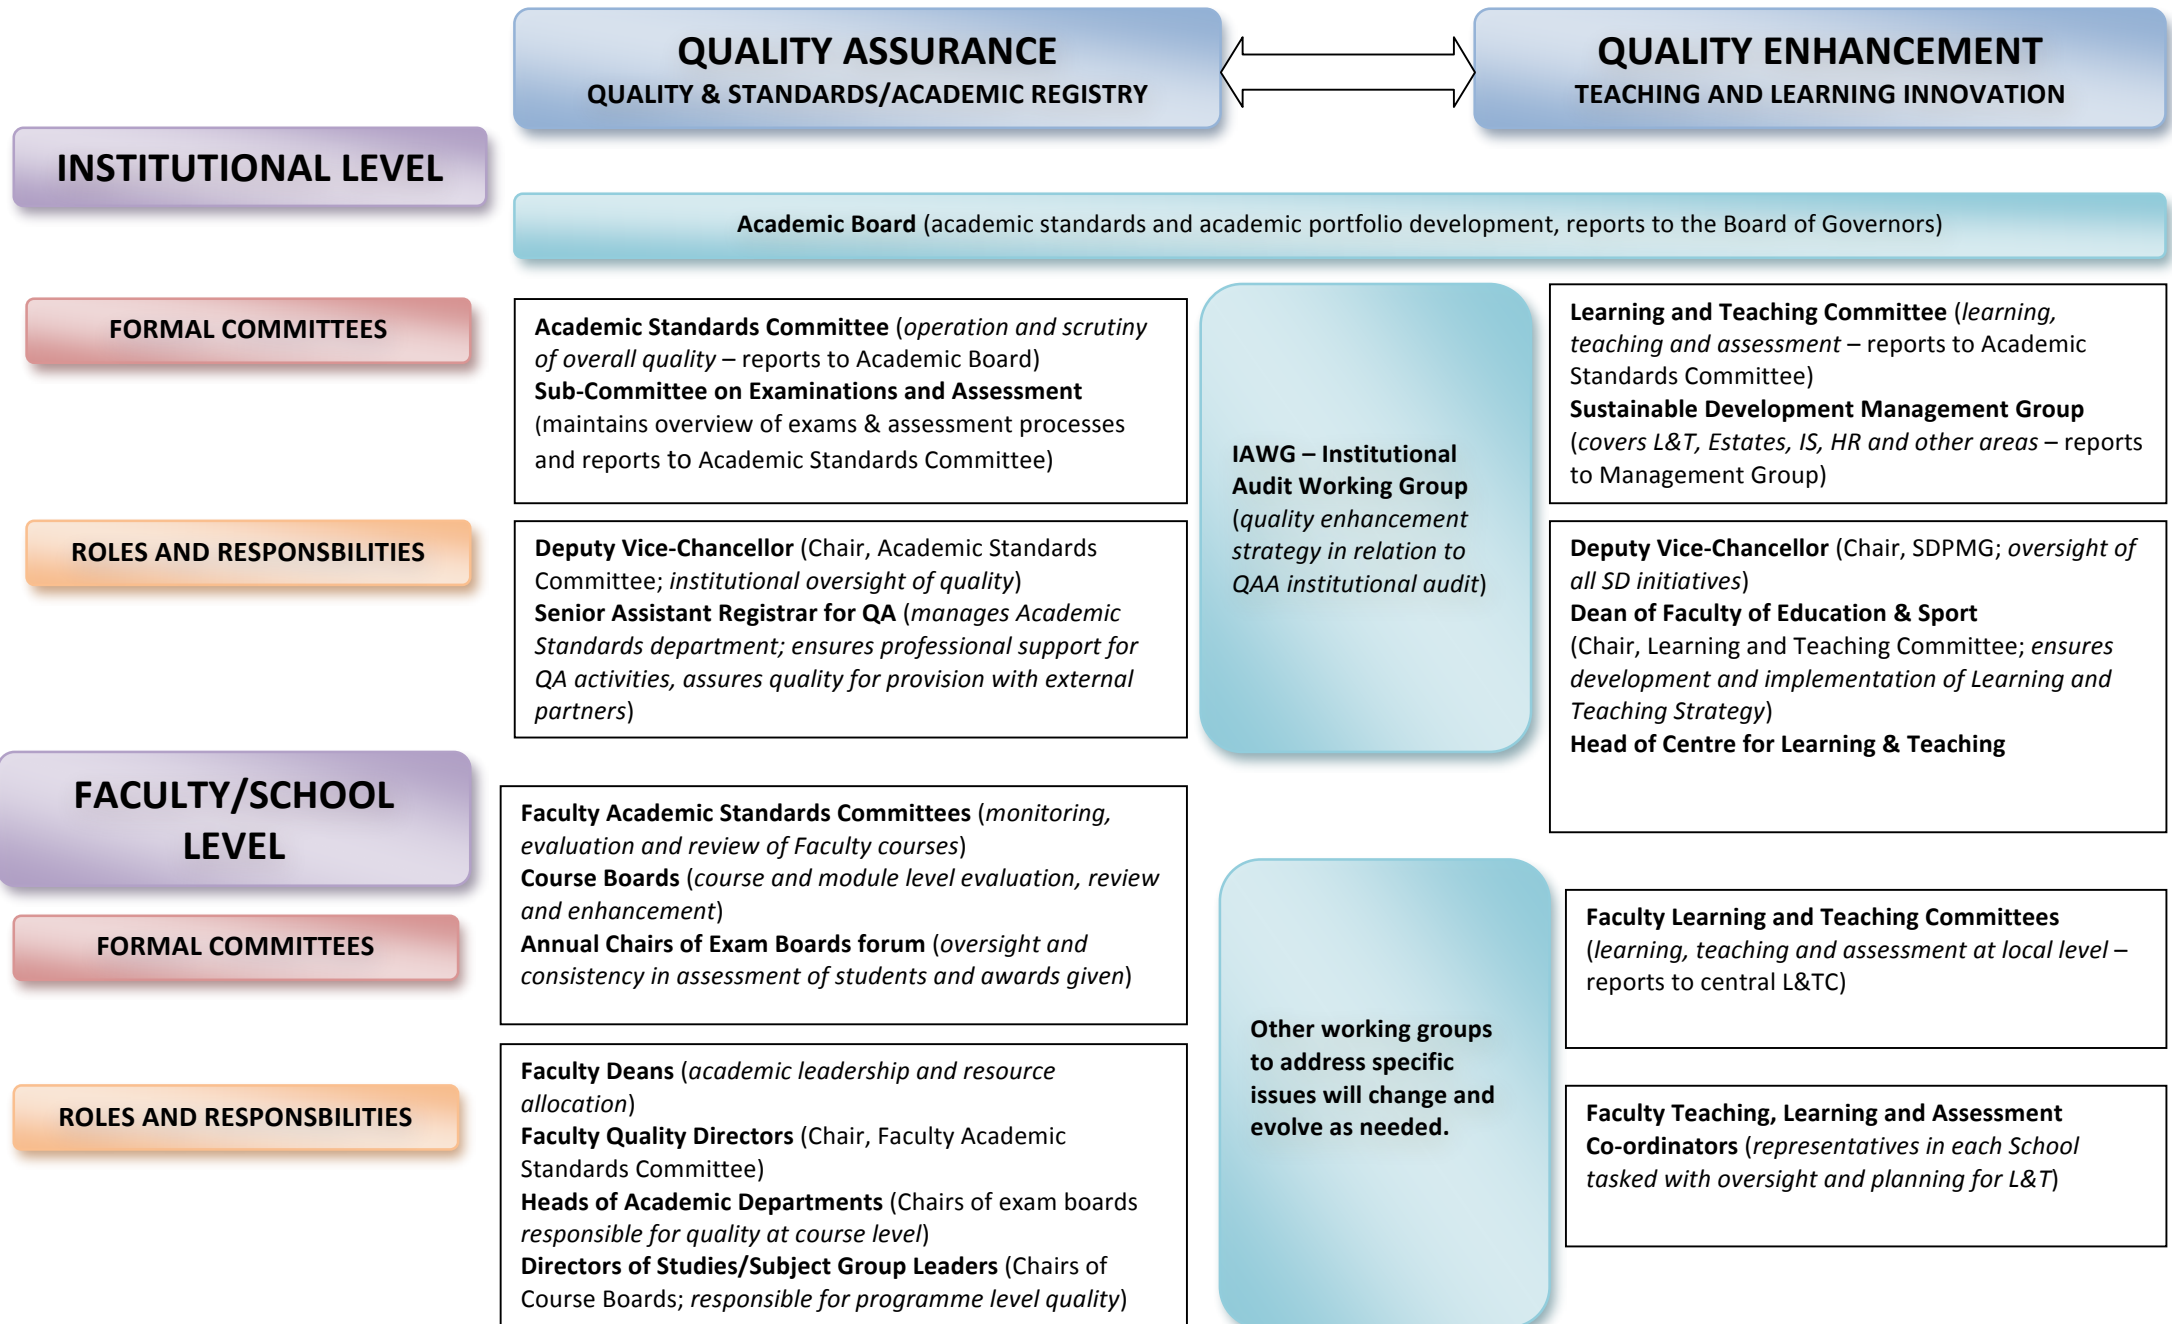 QUALITY ASSURANCE
QUALITY & STANDARDS/ACADEMIC REGISTRY
QUALITY ENHANCEMENT
TEACHING AND LEARNING INNOVATION
INSTITUTIONAL LEVEL
Academic Board (academic standards and academic portfolio development, reports to the Board of Governors)
FORMAL COMMITTEES
Academic Standards Committee (operation and scrutiny
of overall quality – reports to Academic Board)
Sub-Committee on Examinations and Assessment
(maintains overview of exams & assessment processes
and reports to Academic Standards Committee)
IAWG – Institutional
Audit Working Group
(quality enhancement
strategy in relation to
QAA institutional audit)
Learning and Teaching Committee (learning,
teaching and assessment – reports to Academic
Standards Committee)
Sustainable Development Management Group
(covers L&T, Estates, IS, HR and other areas – reports
to Management Group)
ROLES AND RESPONSBILITIES
Deputy Vice-Chancellor (Chair, Academic Standards
Committee; institutional oversight of quality)
Senior Assistant Registrar for QA (manages Academic
Standards department; ensures professional support for
QA activities, assures quality for provision with external
partners)
Deputy Vice-Chancellor (Chair, SDPMG; oversight of
all SD initiatives)
Dean of Faculty of Education & Sport
(Chair, Learning and Teaching Committee; ensures
development and implementation of Learning and
Teaching Strategy)
Head of Centre for Learning & Teaching
FACULTY/SCHOOL
LEVEL
FORMAL COMMITTEES
Faculty Academic Standards Committees (monitoring,
evaluation and review of Faculty courses)
Course Boards (course and module level evaluation, review
and enhancement)
Annual Chairs of Exam Boards forum (oversight and
consistency in assessment of students and awards given)
Other working groups
to address specific
issues will change and
evolve as needed.
Faculty Learning and Teaching Committees
(learning, teaching and assessment at local level –
reports to central L&TC)
ROLES AND RESPONSBILITIES
Faculty Deans (academic leadership and resource
allocation)
Faculty Quality Directors (Chair, Faculty Academic
Standards Committee)
Heads of Academic Departments (Chairs of exam boards
responsible for quality at course level)
Directors of Studies/Subject Group Leaders (Chairs of
Course Boards; responsible for programme level quality)
Faculty Teaching, Learning and Assessment
Co-ordinators (representatives in each School
tasked with oversight and planning for L&T)